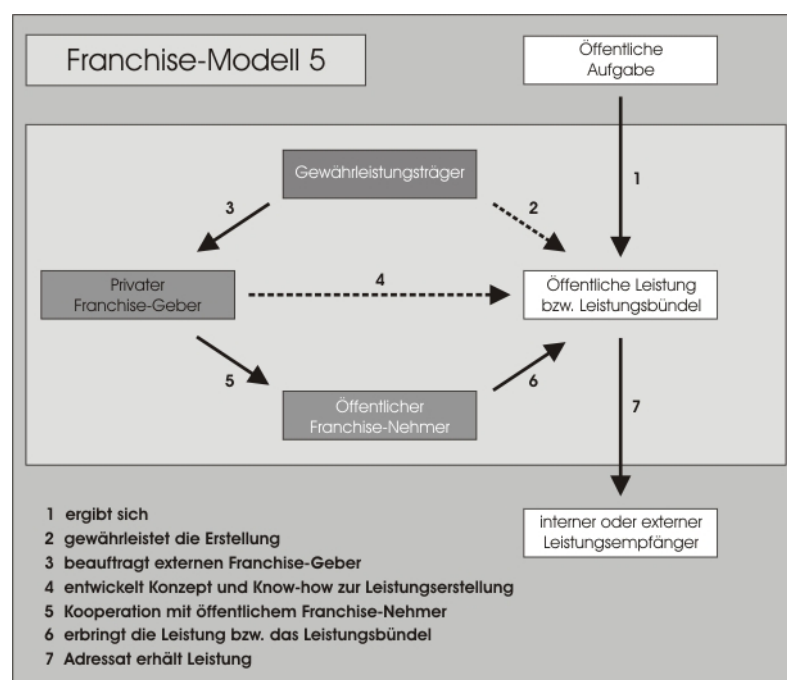 Franchise-Modell 5
Öffentliche
Aufgabe
1
Gewährleistungsträger
3
2
Privater
Franchise-Geber
4
Öffentliche Leistung
bzw. Leistungsbündel
5
6
7
Öffentlicher
Franchise-Nehmer
interner oder externer
Leistungsempfänger
1 ergibt sich
2 gewährleistet die Erstellung
3 beauftragt externen Franchise-Geber
4 entwickelt Konzept und Know-how zur Leistungserstellung
5 Kooperation mit öffentlichem Franchise-Nehmer
6 erbringt die Leistung bzw. das Leistungsbündel
7 Adressat erhält Leistung